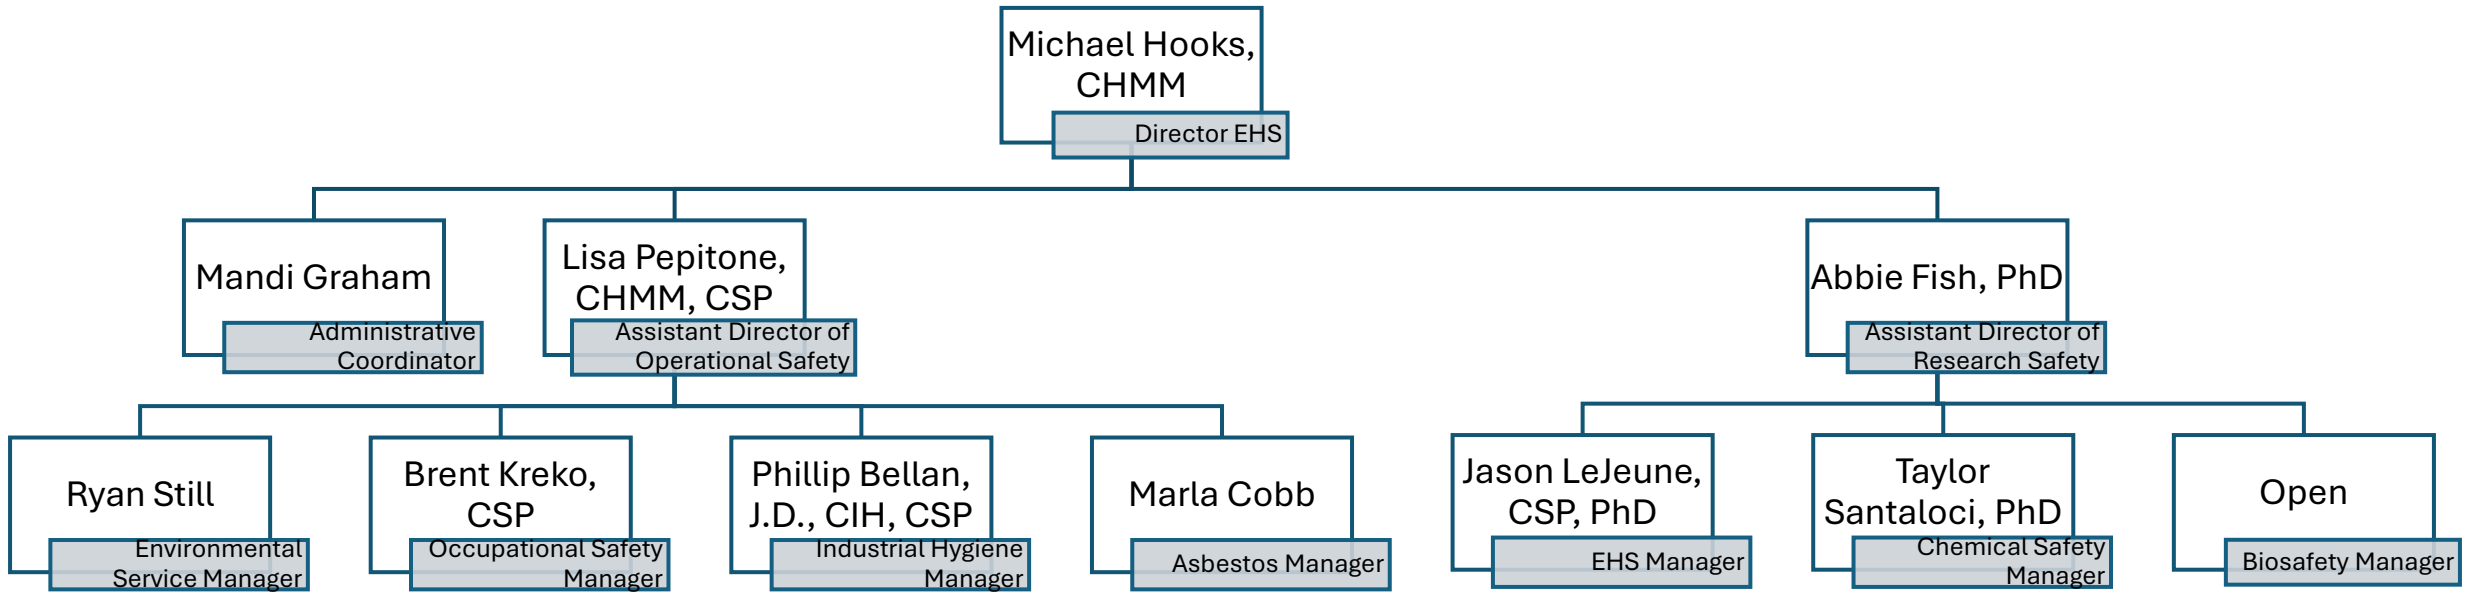 Michael Hooks,
CHMM
Director EHS
Mandi Graham
Administrative
Coordinator
Lisa Pepitone,
CHMM, CSP
Assistant Director of
Operational Safety
Abbie Fish, PhD
Assistant Director of
Research Safety
Ryan Still
Environmental
Service Manager
Brent Kreko,
CSP
Occupational Safety
Manager
Phillip Bellan,
J.D., CIH, CSP
Industrial Hygiene
Manager
Marla Cobb
Asbestos Manager
Jason LeJeune,
CSP, PhD
EHS Manager
Taylor
Santaloci, PhD
Chemical Safety
Manager
Open
Biosafety Manager